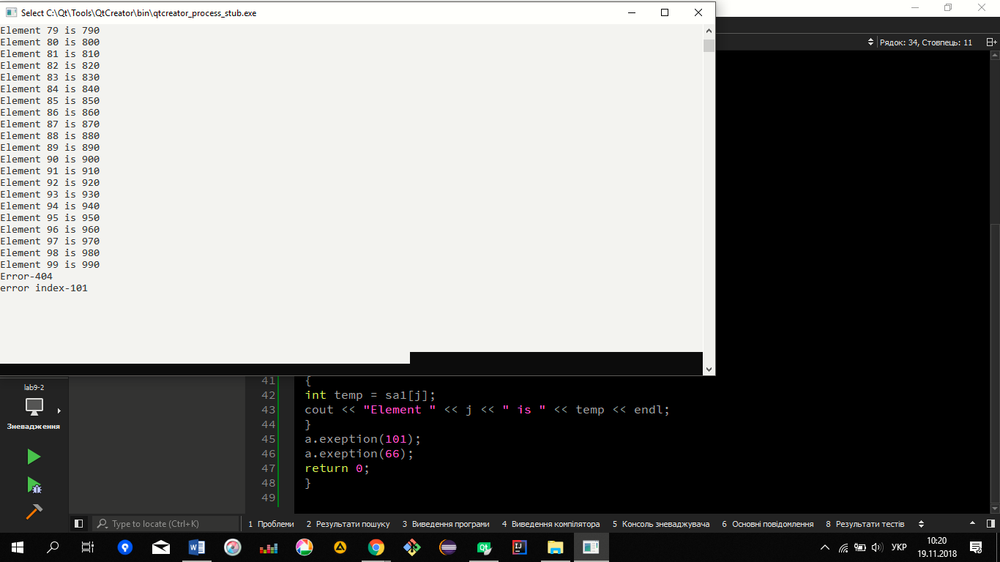 Select C:\Qt\Tools\QtCreator\bin\qtcreator_process_stub.exe
Element 79 is 790
Element 80 is 800
Element 81 is 810
Element 82 is 820
Element 83 is 830
Element 84 is 840
Element 85 is 850
Element 86 is 860
Element 87 is 870
Element 88 is 880
Element 89 is 890
Element 90 is 900
Element 91 is 910
Element 92 is 920
Element 93 is 930
Element 94 is 940
Element 95 is 950
Element 96 is 960
Element 97 is 970
Element 98 is 980
Element 99 is 990
Error-404
error index-101
Рядок: 34, Стовпець: 11
lab9-2
Зневадження
41 {
42 int temp = sa1[j];
43 cout << "Element " << j << " is " << temp << endl;
44 }
45 a.exeption(101);
46 a.exeption(66);
47 return 0;
48 }
49
Type to locate (Ctrl+K)
1 Проблеми 2 Результати пошуку 3 Виведення програми 4 Виведення компілятора 5 Консоль зневаджувача 6 Основні повідомлення 8 Результати тестів
УКР
10:20
19.11.2018